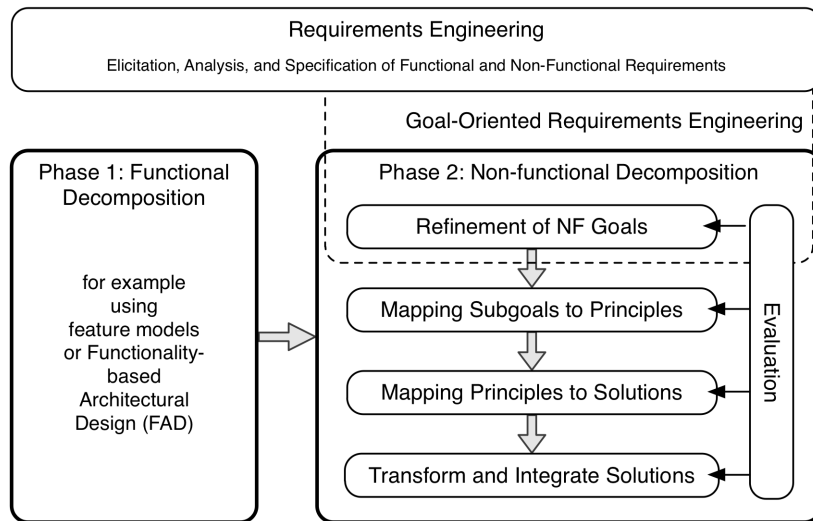 Requirements Engineering
Elicitation, Analysis, and Specification of Functional and Non-Functional Requirements
Goal-Oriented Requirements Engineering
Phase 1: Functional
Decomposition
for example
using
feature models
or Functionality-
based
Architectural
Design (FAD)
Phase 2: Non-functional Decomposition
Refinement of NF Goals
Mapping Subgoals to Principles
Mapping Principles to Solutions
Transform and Integrate Solutions
Evaluation